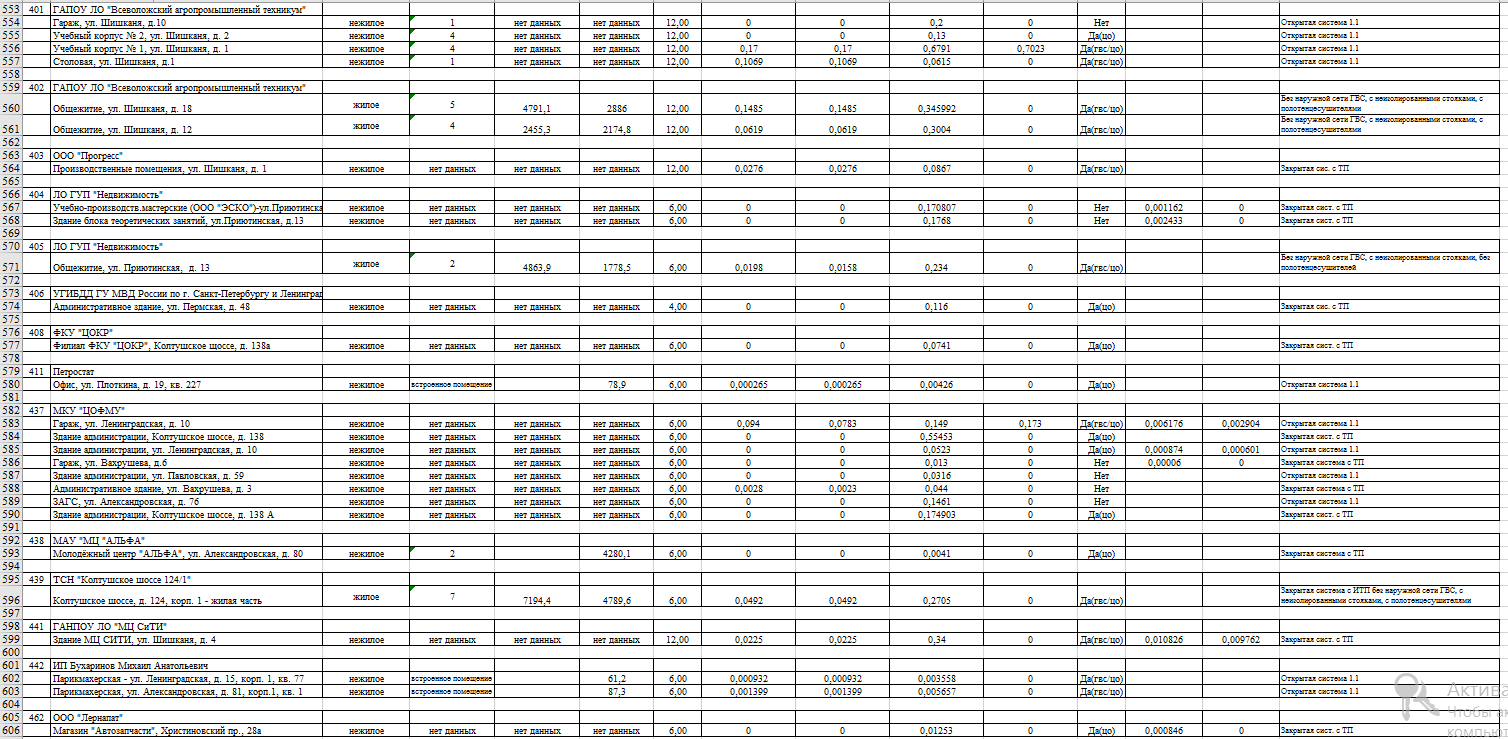 553 401 ГАПОУ ЛО "Всеволожский агропромышленный техникум"
554 Гараж, ул. Шишканя, д.10 нежилое 1 нет данных нет данных 12,00 0 0 0,2 0 Нет Открытая система 1.1
555 Учебный корпус № 2, ул. Шишканя, д. 2 нежилое 4 нет данных нет данных 12,00 0 0 0,13 0 Да(цо) Открытая система 1.1
556 Учебный корпус № 1, ул. Шишканя, д. 1 нежилое 4 нет данных нет данных 12,00 0,17 0,17 0,6791 0,7023 Да(гвс/цо) Открытая система 1.1
557 Столовая, ул. Шишканя, д.1 нежилое 1 нет данных нет данных 12,00 0,1069 0,1069 0,0615 0 Да(гвс/цо) Открытая система 1.1
558
559 402 ГАПОУ ЛО "Всеволожский агропромышленный техникум"
560 Общежитие, ул. Шишканя, д. 18 жилое 5 4791,1 2886 12,00 0,1485 0,1485 0,345992 0 Да(гвс/цо) Без наружной сети ГВС, с неизолированными стояками, с
полотенцесушителями
561 Общежитие, ул. Шишканя, д. 12 жилое 4 2455,3 2174,8 12,00 0,0619 0,0619 0,3004 0 Да(гвс/цо) Без наружной сети ГВС, с неизолированными стояками, с
полотенцесушителями
562
563 403 ООО "Прогресс"
564 Производственные помещения, ул. Шишканя, д. 1 нежилое нет данных нет данных нет данных 12,00 0,0276 0,0276 0,0867 0 Да(гвс/цо) Закрытая сис. с ТП
565
566 404 ЛО ГУП "Недвижимость"
567 Учебно-производств.мастерские (ООО "ЭСКО")-ул.Приютинска нежилое нет данных нет данных нет данных 6,00 0 0 0,170807 0 Нет 0,001162 0 Закрытая сист. с ТП
568 Здание блока теоретических занятий, ул.Приютинская, д.13 нежилое нет данных нет данных нет данных 6,00 0 0 0,1768 0 Нет 0,002433 0 Закрытая сист. с ТП
569
570 405 ЛО ГУП "Недвижимость"
571 Общежитие, ул. Приютинская, д. 13 жилое 2 4863,9 1778,5 6,00 0,0198 0,0158 0,234 0 Да(гвс/цо) Без наружной сети ГВС, с неизолированными стояками, без
полотенцесушителей
572
573 406 УГИБДД ГУ МВД России по г. Санкт-Петербургу и Ленинград
574 Административное здание, ул. Пермская, д. 48 нежилое нет данных нет данных нет данных 4,00 0 0 0,116 0 Да(цо) Закрытая сис. с ТП
575
576 408 ФКУ "ЦОКР"
577 Филиал ФКУ "ЦОКР", Колтушское щоссе, д. 138а нежилое нет данных нет данных нет данных 6,00 0 0 0,0741 0 Да(цо) Закрытая сист. с ТП
578
579 411 Петростат
580 Офис, ул. Плоткина, д. 19, кв. 227 нежилое встроенное помещение 78,9 6,00 0,000265 0,000265 0,00426 0 Да(цо) Открытая система 1.1
581
582 437 МКУ "ЦОФМУ"
583 Гараж, ул. Ленинградская, д. 10 нежилое нет данных нет данных нет данных 6,00 0,094 0,0783 0,149 0,173 Да(гвс/цо) 0,006176 0,002904 Открытая система 1.1
584 Здание администрации, Колтушское шоссе, д. 138 нежилое нет данных нет данных нет данных 6,00 0 0 0,55453 0 Да(цо) Закрытая сист. с ТП
585 Здание администрации, ул. Ленинградская, д. 10 нежилое нет данных нет данных нет данных 6,00 0 0 0,0523 0 Да(цо) 0,000874 0,000601 Открытая система 1.1
586 Гараж, ул. Вахрушева, д.6 нежилое нет данных нет данных нет данных 6,00 0 0 0,013 0 Нет 0,00006 0 Закрытая система с ТП
587 Здание администрации, ул. Павловская, д. 59 нежилое нет данных нет данных нет данных 6,00 0 0 0,0316 0 Нет Открытая система 1.1
588 Административное здание, ул. Вахрушева, д. 3 нежилое нет данных нет данных нет данных 6,00 0,0028 0,0023 0,044 0 Нет Закрытая система с ТП
589 ЗАГС, ул. Александровская, д. 76 нежилое нет данных нет данных нет данных 6,00 0 0 0,1461 0 Нет Открытая система 1.1
590 Здание администрации, Колтушское шоссе, д. 138 А нежилое нет данных нет данных нет данных 6,00 0 0 0,174903 0 Да(цо) Закрытая сист. с ТП
591
592 438 МАУ "МЦ "АЛЬФА"
593 Молодёжный центр "АЛЬФА", ул. Александровская, д. 80 нежилое 2 4280,1 6,00 0 0 0,0041 0 Да(цо) Закрытая система с ТП
594
595 439 ТСН "Колтушское шоссе 124/1"
596 Колтушское шоссе, д. 124, корп. 1 - жилая часть жилое 7 7194,4 4789,6 6,00 0,0492 0,0492 0,2705 0 Да(гвс/цо) Закрытая система с ИТП без наружной сети ГВС, с
неизолированными стояками, с полотенцесушителями
597
598 441 ГАНПОУ ЛО "МЦ СиТИ"
599 Здание МЦ СИТИ, ул. Шишканя, д. 4 нежилое нет данных нет данных нет данных 12,00 0,0225 0,0225 0,34 0 Да(гвс/цо) 0,010826 0,009762 Закрытая сист. с ТП
600
601 442 ИП Бухаринов Михаил Анатольевич
602 Парикмахерская - ул. Ленинградская, д. 15, корп. 1, кв. 77 нежилое встроенное помещение 61,2 6,00 0,000932 0,000932 0,003558 0 Да(гвс/цо) Открытая система 1.1
603 Парикмахерская, ул. Александровская, д. 81, корп.1, кв. 1 нежилое встроенное помещение 87,3 6,00 0,001399 0,001399 0,005657 0 Да(гвс/цо) Открытая система 1.1
604
605 462 ООО "Лернапат"
606 Магазин "Автозапчасти", Христиновский пр., 28а нежилое нет данных нет данных нет данных 6,00 0 0 0,01253 0 Да(цо) 0,000846 0 Закрытая сист. с ТП
Актива
Чтобы ак
компьют